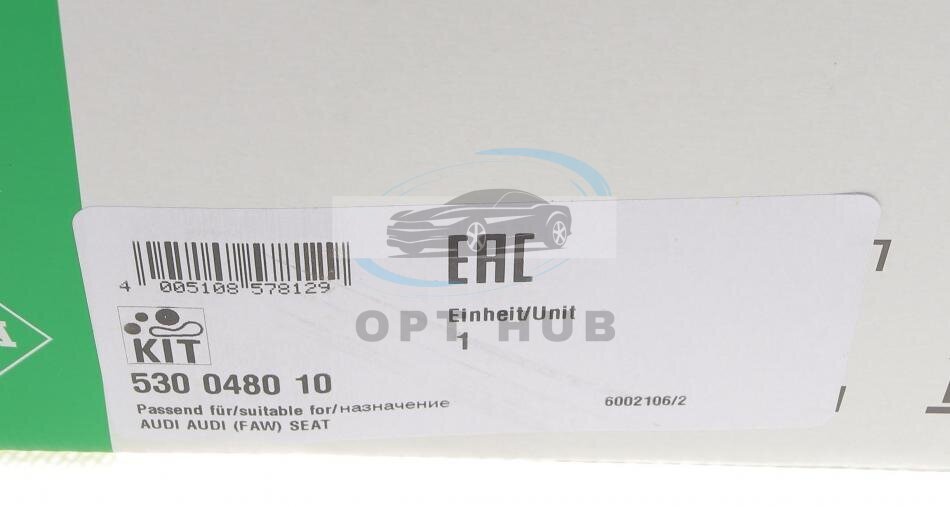 4 005108 578129
EAC
Einheit/Unit
1
OPT HUB
KIT
530 0480 10
Passend für/suitable for/назначение
AUDI AUDI (FAW) SEAT
6002106/2
7
A